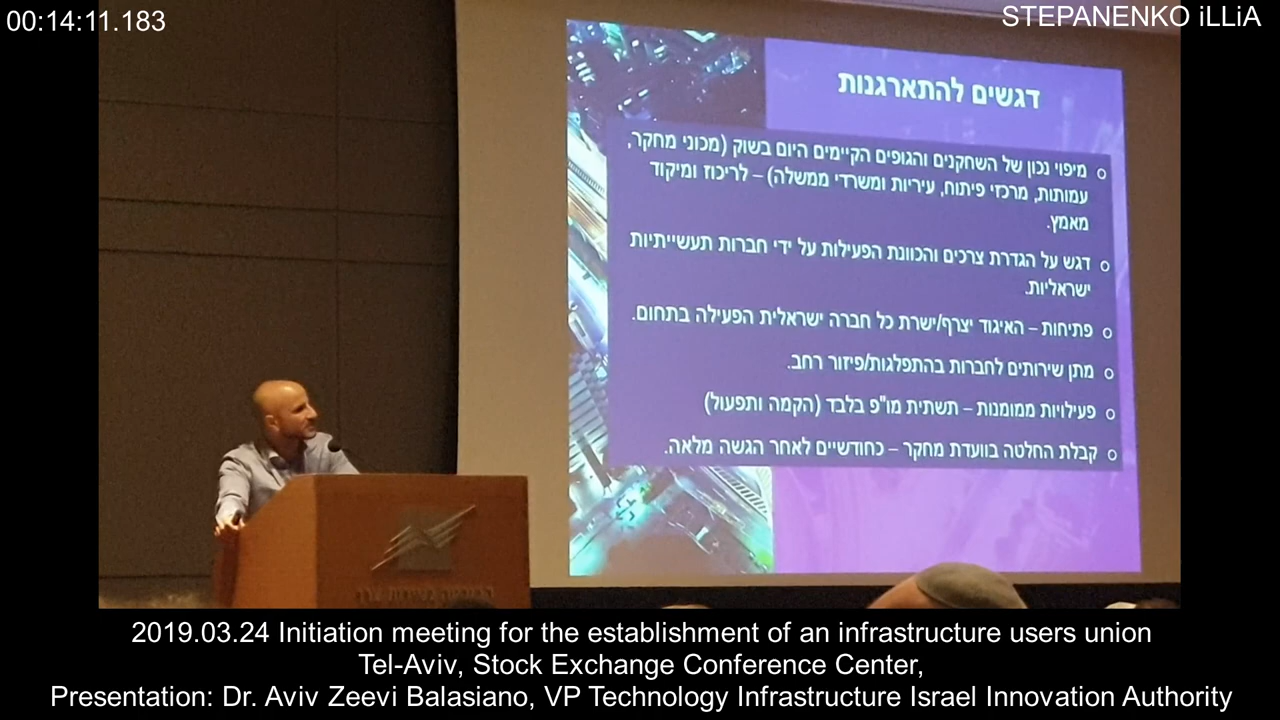 00:14:11.183
STEPANENKO iLLiA
דגשים להתארגנות
מיפוי נכון של השחקנים והגופים הקיימים היום בשוק (מכוני מחקר,
עמותות, מרכזי פיתוח, עיריות ומשרדי ממשלה) – לריכוז ומיקוד
מאמץ.
דגש על הגדרת צרכים והכוונת הפעילות על ידי חברות תעשייתיות
ישראליות.
פתיחות – האיגוד יצרף/ישרת כל חברה ישראלית הפעילה בתחום.
מתן שירותים לחברות בהתפלגות/פיזור רחב.
פעילויות ממומנות – תשתית מו"פ בלבד (הקמה ותפעול)
קבלת החלטה בוועדת מחקר – כחודשיים לאחר הגשה מלאה.
2019.03.24 Initiation meeting for the establishment of an infrastructure users union
Tel-Aviv, Stock Exchange Conference Center,
Presentation: Dr. Aviv Zeevi Balasiano, VP Technology Infrastructure Israel Innovation Authority